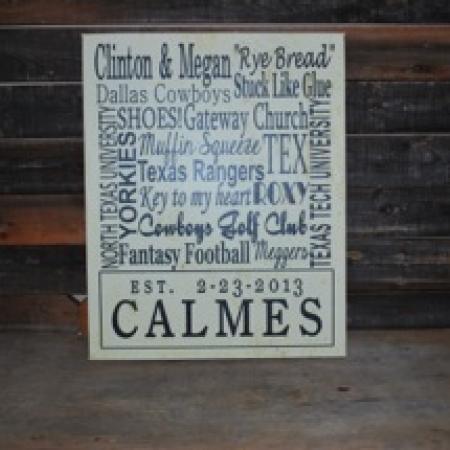 Clinton & Megan "Rye Bread"
Dallas Cowboys Stuck Like Glue
SHOES! Gateway Church
Muffin Squeeze TEX
Texas Rangers
Key to my heart ROXY
Cowboys Golf Club
Fantasy Football Meggers
NORTH TEXAS UNIVERSITY
YORKIES
TEXAS TECH UNIVERSITY
EST. 2-23-2013
CALMES